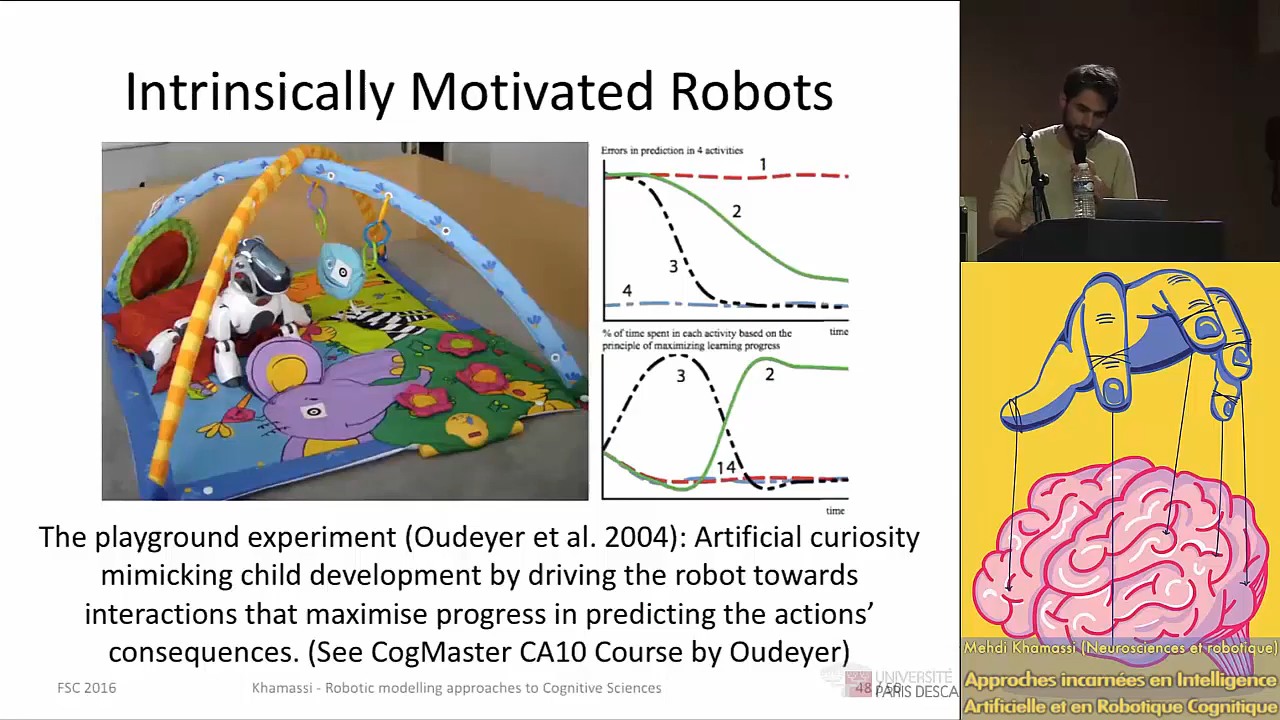 Intrinsically Motivated Robots
Errors in prediction in 4 activities
1
2
3
4
time
% of time spent in each activity based on the
principle of maximizing learning progress
3
2
14
time
The playground experiment (Oudeyer et al. 2004): Artificial curiosity
mimicking child development by driving the robot towards
interactions that maximise progress in predicting the actions’
consequences. (See CogMaster CA10 Course by Oudeyer)
FSC 2016
Khamassi - Robotic modelling approaches to Cognitive Sciences
48
UNIVERSITÉ
PARIS DESCA
Mehdi Khamassi (Neurosciences et robotique)
Approches incarnées en Intelligence
Artificielle et en Robotique Cognitique